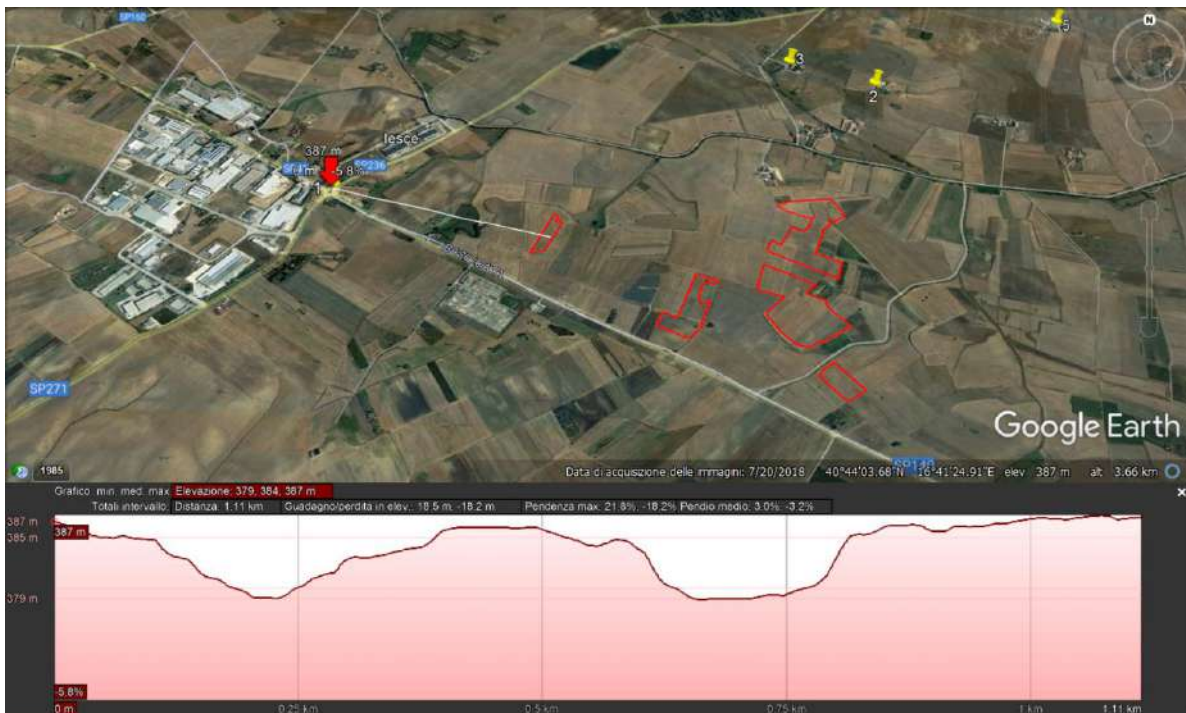 SP160
5
N
3
2
Iesce
387 m
SP236
-5.8%
1
SP271
Google Earth
SP140
1985
Data di acquisizione delle immagini: 7/20/2018 40°44'03.68"N 16°41'24.91"E elev 387 m alt 3.66 km
Grafico min, med, max Elevazione: 379, 384, 387 m
Totali intervallo: Distanza: 1.11 km Guadagno/perdita in elev.: 18.5 m, -18.2 m Pendenza max: 21.6%, -18.2% Pendio medio: 3.0%, -3.2%
387 m
387 m
385 m
379 m
-5.8%
0 m 0.25 km 0.5 km 0.75 km 1 km 1.11 km